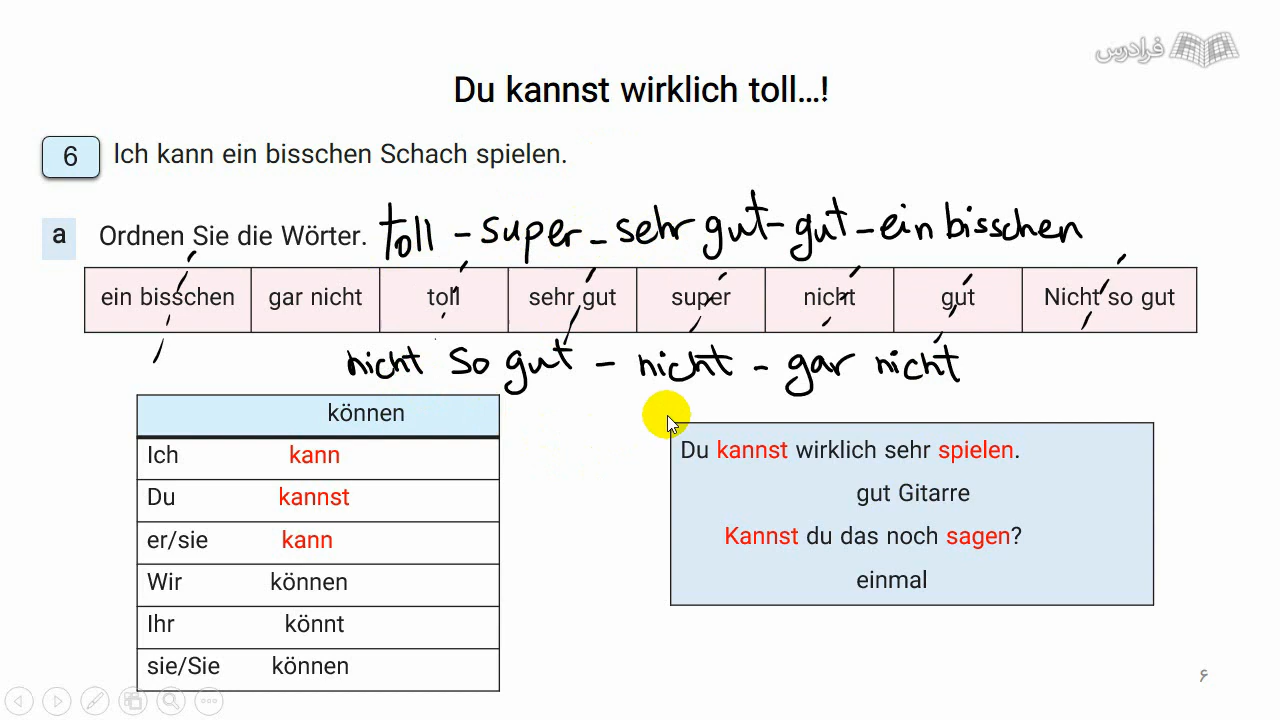 فرادرس
Du kannst wirklich toll...!
6 Ich kann ein bisschen Schach spielen.
a Ordnen Sie die Wörter. toll - super - sehr gut - gut - ein bisschen
ein bisschen gar nicht toll sehr gut super nicht gut Nicht so gut
nicht so gut - nicht - gar nicht
können
Ich kann
Du kannst
er/sie kann
Wir können
Ihr könnt
sie/Sie können
Du kannst wirklich sehr spielen.
gut Gitarre
Kannst du das noch sagen?
einmal
۶